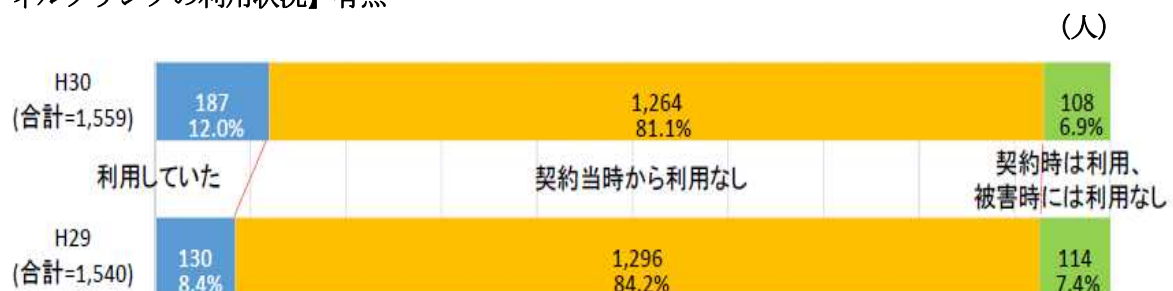 (人)
H30
(合計=1,559)
187
12.0%
1,264
81.1%
108
6.9%
利用していた
契約当時から利用なし
契約時は利用、
被害時には利用なし
H29
(合計=1,540)
130
8.4%
1,296
84.2%
114
7.4%